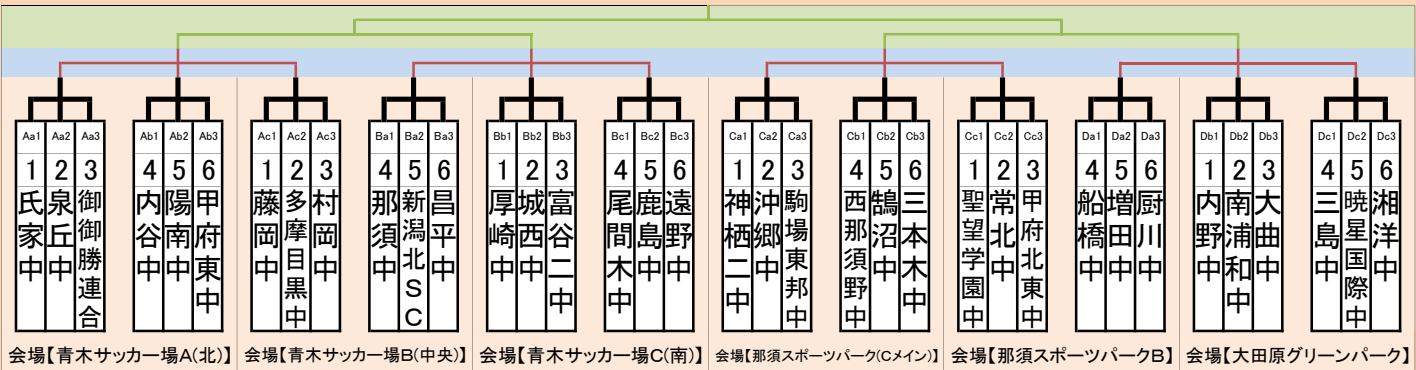 Aa1 Aa2 Aa3 Ab1 Ab2 Ab3 Ac1 Ac2 Ac3 Ba1 Ba2 Ba3 Bb1 Bb2 Bb3 Bc1 Bc2 Bc3 Ca1 Ca2 Ca3 Cb1 Cb2 Cb3 Cc1 Cc2 Cc3 Da1 Da2 Da3 Db1 Db2 Db3 Dc1 Dc2 Dc3
1 2 3 4 5 6 1 2 3 4 5 6 1 2 3 4 5 6 1 2 3 4 5 6 1 2 3 4 5 6 1 2 3 4 5 6
氏家中
泉丘中
御御勝連合
内谷中
陽南中
甲府東中
藤岡中
多摩目黒中
村岡中
那須中
新潟北SC
昌平中
厚崎中
城西中
富谷二中
尾間木中
鹿島中
遠野中
神栖二中
沖郷中
駒場東邦中
西那須野中
鵠沼中
三本木中
聖望学園中
常北中
甲府北東中
船橋中
増田中
厨川中
内野中
南浦和中
大曲中
三島中
暁星国際中
湘洋中
会場【青木サッカー場A(北)】
会場【青木サッカー場B(中央)】
会場【青木サッカー場C(南)】
会場【那須スポーツパーク(Cメイン)】
会場【那須スポーツパークB】
会場【大田原グリーンパーク】